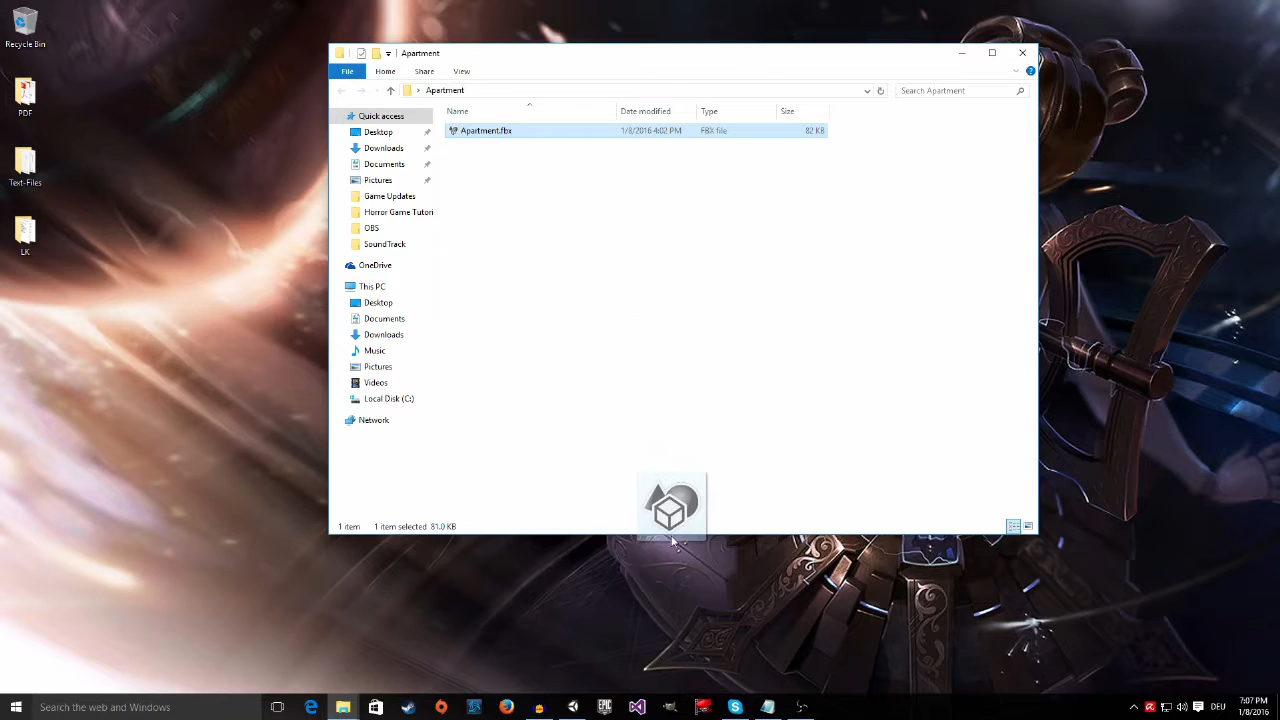 Recycle Bin
PDF
Text-Files
LK
Apartment
File Home Share View
Apartment
Search Apartment
Name Date modified Type Size
Apartment.fbx 1/8/2016 4:02 PM FBX file 82 KB
Quick access
Desktop
Downloads
Documents
Pictures
Game Updates
Horror Game Tutori
OBS
SoundTrack
OneDrive
This PC
Desktop
Documents
Downloads
Music
Pictures
Videos
Local Disk (C:)
Network
1 item 1 item selected 81.0 KB
Search the web and Windows
EPIC
DEU
7:07 PM
1/8/2016